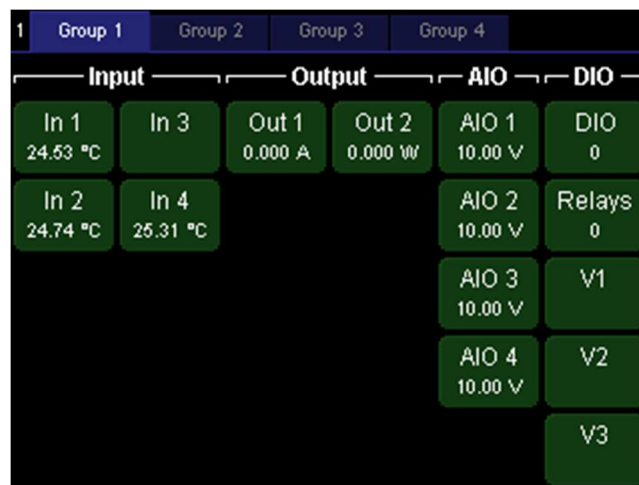 1 Group 1 Group 2 Group 3 Group 4
Input Output AIO DIO
In 1 In 3 Out 1 Out 2 AIO 1 DIO
24.53 °C 0.000 A 0.000 W 10.00 V 0
In 2 In 4 AIO 2 Relays
24.74 °C 25.31 °C 10.00 V 0
AIO 3 V1
10.00 V
AIO 4 V2
10.00 V
V3